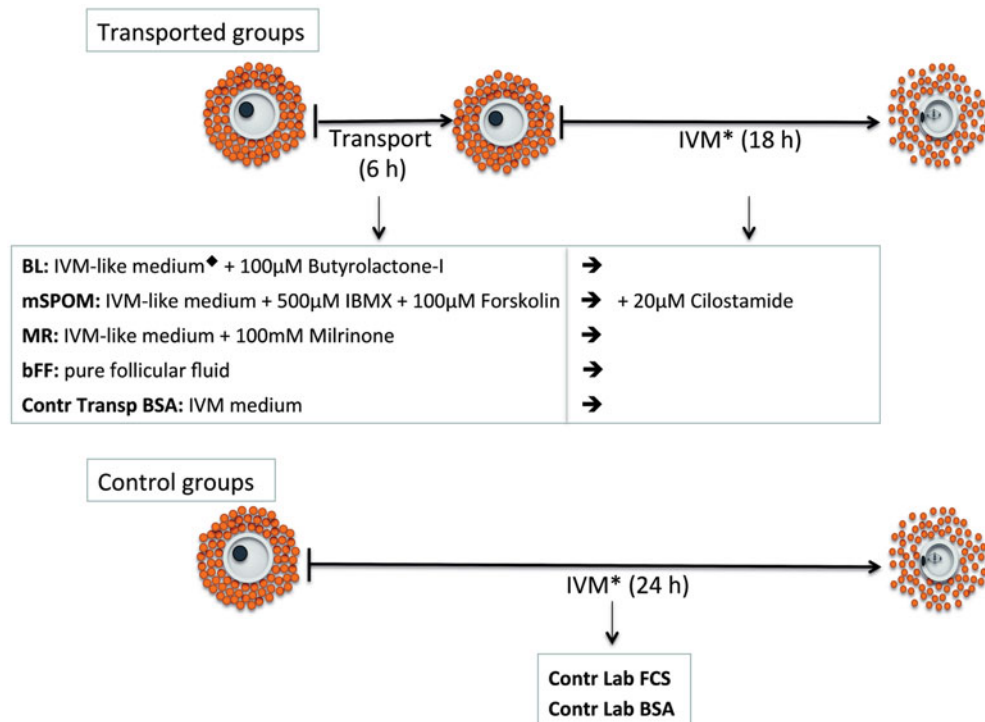 Transported groups
Transport
(6 h)
IVM* (18 h)
BL: IVM-like medium◆ + 100µM Butyrolactone-I ➔
mSPOM: IVM-like medium + 500µM IBMX + 100µM Forskolin ➔ + 20µM Cilostamide
MR: IVM-like medium + 100mM Milrinone ➔
bFF: pure follicular fluid ➔
Contr Transp BSA: IVM medium ➔
Control groups
IVM* (24 h)
Contr Lab FCS
Contr Lab BSA